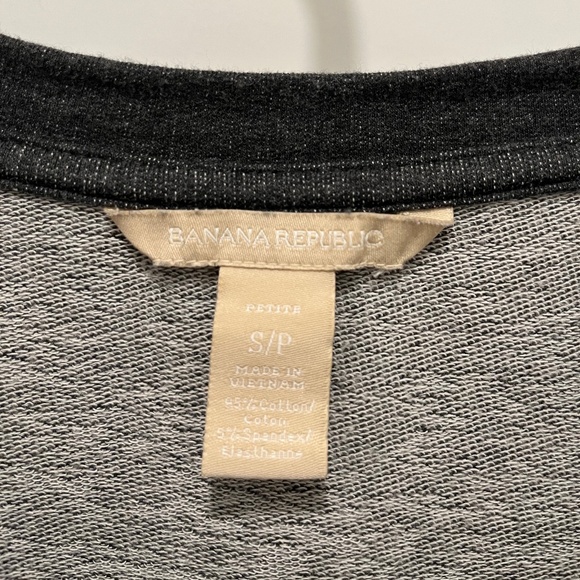 BANANA REPUBLIC
PETITE
S/P
MADE IN
VIETNAM
95% Cotton/
Coton
5% Spandex/
Elasthanne